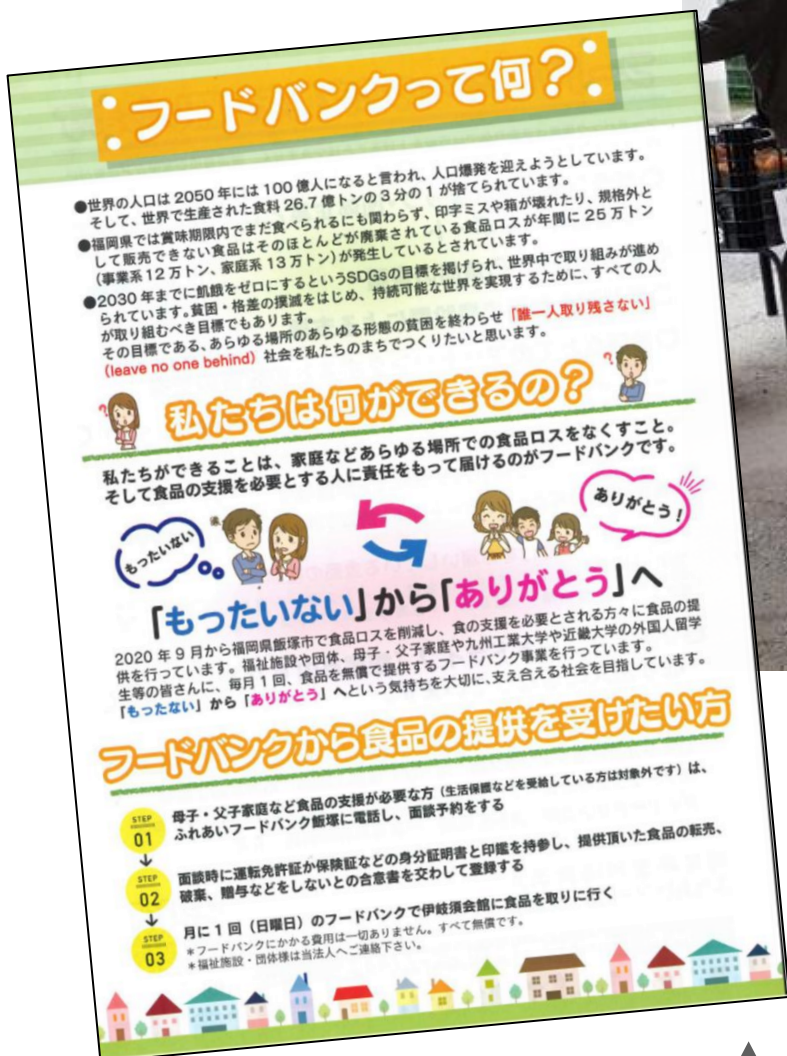 フードバンクって何？
●世界の人口は 2050 年には 100 億人になると言われ、人口爆発を迎えようとしています。
そして、世界で生産された食料 26.7 億トンの 3 分の 1 が捨てられています。
●福岡県では賞味期限内でまだ食べられるにも関わらず、印字ミスや箱が壊れたり、規格外と
して販売できない食品はそのほとんどが廃棄されている食品ロスが年間に 25 万トン
（事業系 12 万トン、家庭系 13 万トン）が発生しているとされています。
●2030 年までに飢餓をゼロにするというSDGsの目標を掲げられ、世界中で取り組みが進め
られています。貧困・格差の撲滅をはじめ、持続可能な世界を実現するために、すべての人
が取り組むべき目標でもあります。
その目標である、あらゆる場所のあらゆる形態の貧困を終わらせ「誰一人取り残さない」
（leave no one behind）社会を私たちのまちでつくりたいと思います。
私たちは何ができるの？
私たちができることは、家庭などあらゆる場所での食品ロスをなくすこと。
そして食品の支援を必要とする人に責任をもって届けるのがフードバンクです。
もったいない
ありがとう！
「もったいない」から「ありがとう」へ
2020 年 9 月から福岡県飯塚市で食品ロスを削減し、食の支援を必要とされる方々に食品の提
供を行っています。福祉施設や団体、母子・父子家庭や九州工業大学や近畿大学の外国人留学
生等の皆さんに、毎月 1 回、食品を無償で提供するフードバンク事業を行っています。
「もったない」から「ありがとう」へという気持ちを大切に、支え合える社会を目指しています。
フードバンクから食品の提供を受けたい方
STEP 01
母子・父子家庭など食品の支援が必要な方（生活保護などを受給している方は対象外です）は、
ふれあいフードバンク飯塚に電話し、面談予約をする
STEP 02
面談時に運転免許証か保険証などの身分証明書と印鑑を持参し、提供頂いた食品の転売、
破棄、贈与などをしないとの合意書を交わして登録する
STEP 03
月に 1 回（日曜日）のフードバンクで伊岐須会館に食品を取りに行く
＊フードバンクにかかる費用は一切ありません。すべて無償です。
＊福祉施設・団体様は当法人へご連絡下さい。